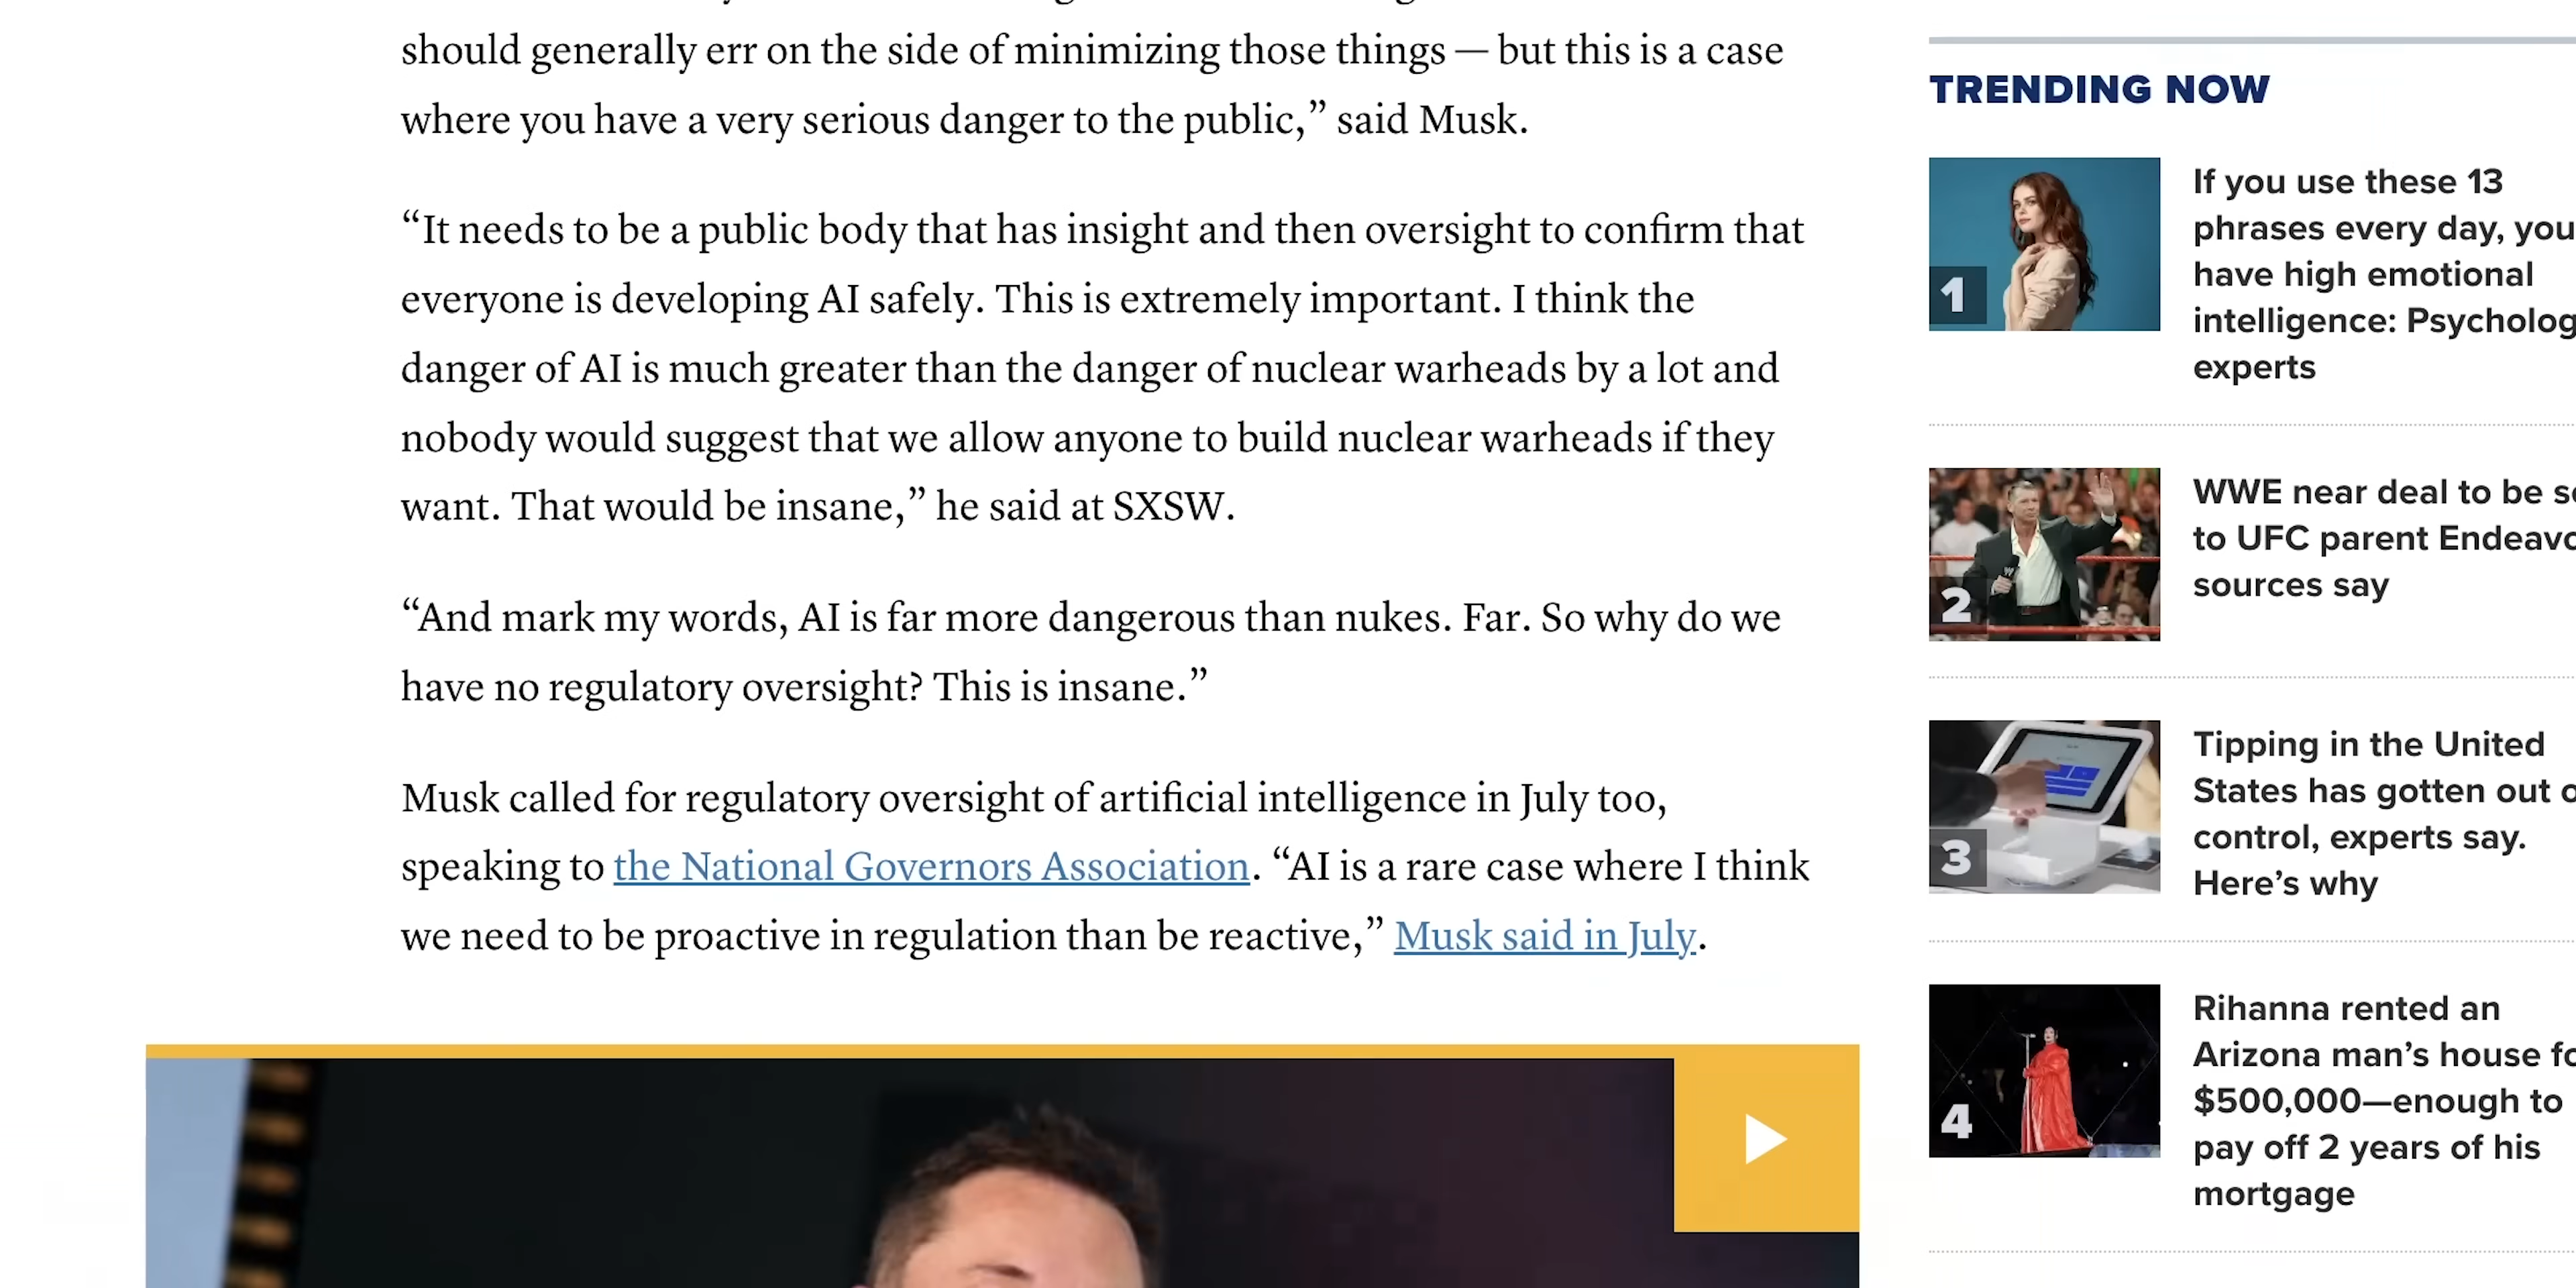 should generally err on the side of minimizing those things — but this is a case
where you have a very serious danger to the public,” said Musk.
“It needs to be a public body that has insight and then oversight to confirm that
everyone is developing AI safely. This is extremely important. I think the
danger of AI is much greater than the danger of nuclear warheads by a lot and
nobody would suggest that we allow anyone to build nuclear warheads if they
want. That would be insane,” he said at SXSW.
“And mark my words, AI is far more dangerous than nukes. Far. So why do we
have no regulatory oversight? This is insane.”
Musk called for regulatory oversight of artificial intelligence in July too,
speaking to the National Governors Association. “AI is a rare case where I think
we need to be proactive in regulation than be reactive,” Musk said in July.
TRENDING NOW
1
If you use these 13
phrases every day, you
have high emotional
intelligence: Psycholog
experts
2
WWE near deal to be s
to UFC parent Endeavo
sources say
3
Tipping in the United
States has gotten out o
control, experts say.
Here’s why
4
Rihanna rented an
Arizona man’s house fo
$500,000—enough to
pay off 2 years of his
mortgage